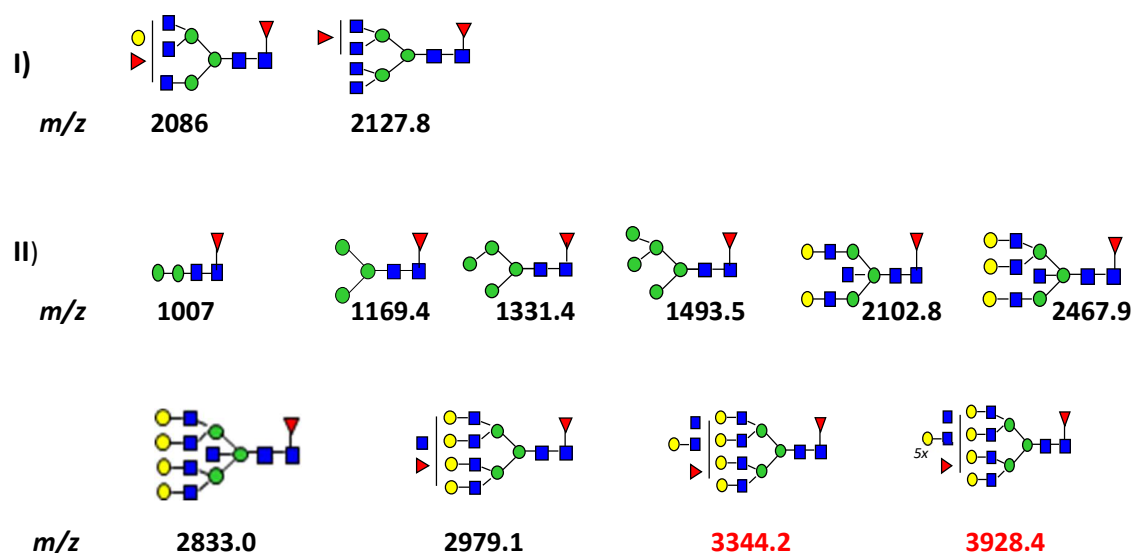 I)
m/z 2086 2127.8
II)
m/z 1007 1169.4 1331.4 1493.5 2102.8 2467.9
5x
m/z 2833.0 2979.1 3344.2 3928.4